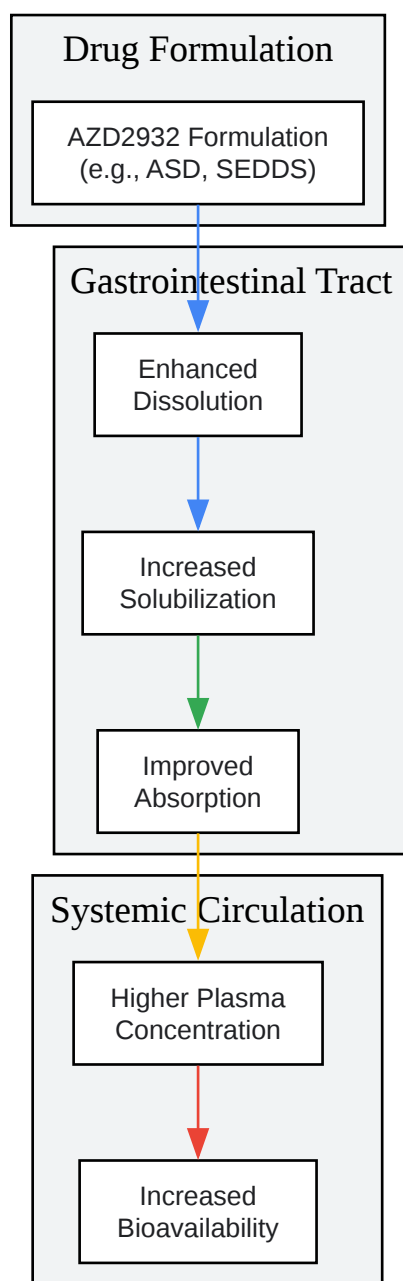 Drug Formulation
AZD2932 Formulation
(e.g., ASD, SEDDS)
Gastrointestinal Tract
Enhanced
Dissolution
Increased
Solubilization
Improved
Absorption
Systemic Circulation
Higher Plasma
Concentration
Increased
Bioavailability